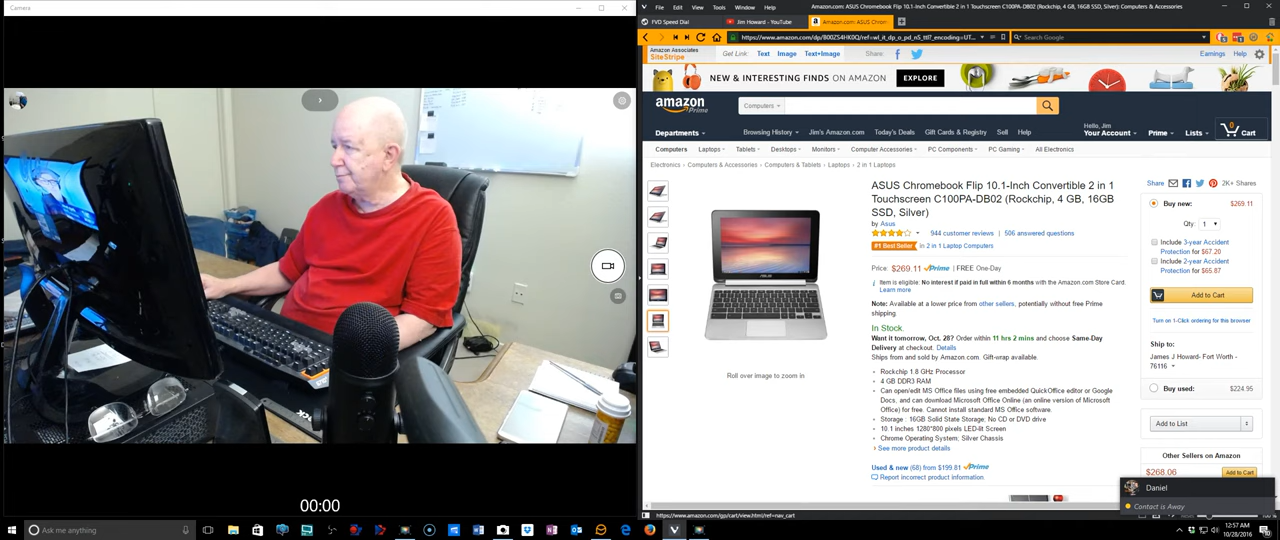 Camera
00:00
File Edit View Tools Window Help
Amazon.com: ASUS Chromebook Flip 10.1-Inch Convertible 2 in 1 Touchscreen C100PA-DB02 (Rockchip, 4 GB, 16GB SSD, Silver): Computers & Accessories
FVD Speed Dial
Jim Howard - YouTube
Amazon.com: ASUS Chrom
Search Google
Amazon Associates
SiteStripe
Get Link: Text Image Text+Image Share:
Earnings Help
NEW & INTERESTING FINDS ON AMAZON EXPLORE
amazon
Prime
Computers
Departments
Browsing History Jim's Amazon.com Today's Deals Gift Cards & Registry Sell Help
Hello, Jim
Your Account Prime Lists 0 Cart
Computers Laptops Tablets Desktops Monitors Computer Accessories PC Components PC Gaming All Electronics
Electronics › Computers & Accessories › Computers & Tablets › Laptops › 2 in 1 Laptops
ASUS Chromebook Flip 10.1-Inch Convertible 2 in 1
Touchscreen C100PA-DB02 (Rockchip, 4 GB, 16GB
SSD, Silver)
by Asus
944 customer reviews | 506 answered questions
#1 Best Seller in 2 in 1 Laptop Computers
Price: $269.11 Prime | FREE One-Day
Item is eligible: No interest if paid in full within 6 months with the Amazon.com Store Card.
Learn more
Note: Available at a lower price from other sellers, potentially without free Prime
shipping.
In Stock.
Want it tomorrow, Oct. 28? Order within 11 hrs 2 mins and choose Same-Day
Delivery at checkout. Details
Ships from and sold by Amazon.com. Gift-wrap available.
• Rockchip 1.8 GHz Processor
• 4 GB DDR3 RAM
• Can open/edit MS Office files using free embedded QuickOffice editor or Google
Docs, and can download Microsoft Office Online (an online version of Microsoft
Office) for free. Cannot install standard MS Office software.
• Storage : 16GB Solid State Storage; No CD or DVD drive
• 10.1 inches 1280*800 pixels LED-lit Screen
• Chrome Operating System; Silver Chassis
› See more product details
Used & new (68) from $199.81 Prime
Report incorrect product information.
Roll over image to zoom in
Share 2K+ Shares
Buy new: $269.11
Qty: 1
Include 3-year Accident
Protection for $67.20
Include 2-year Accident
Protection for $65.87
Add to Cart
Turn on 1-Click ordering for this browser
Ship to:
James J Howard- Fort Worth -
76116
Buy used: $224.95
Add to List
Other Sellers on Amazon
$268.06 Add to Cart
Daniel
Contact is Away
https://www.amazon.com/gp/cart/view.html/ref=nav_cart
Ask me anything
12:57 AM
10/28/2016